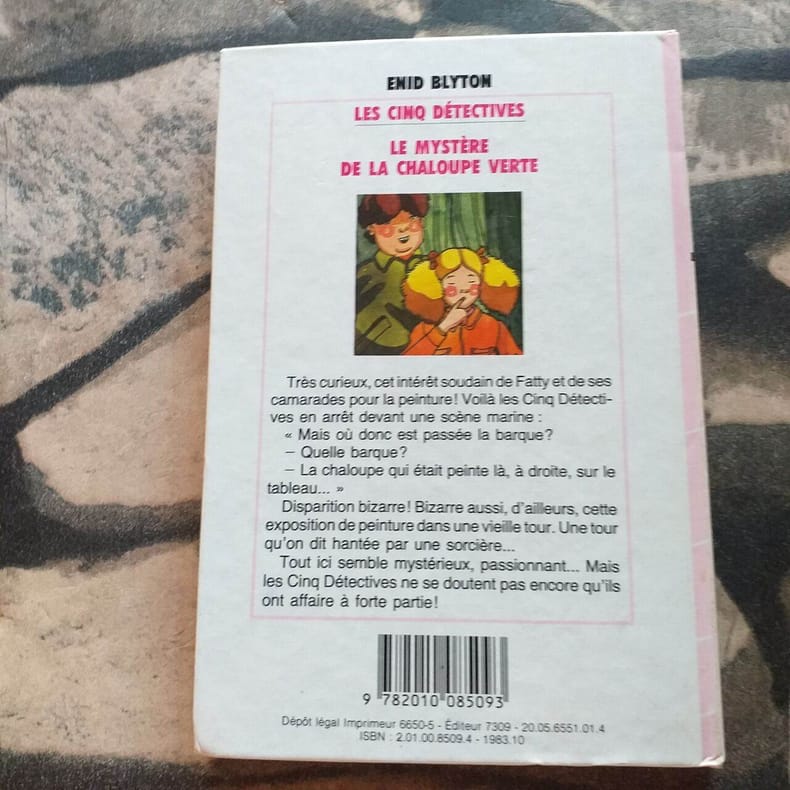 ENID BLYTON
LES CINQ DÉTECTIVES
LE MYSTÈRE
DE LA CHALOUPE VERTE
Très curieux, cet intérêt soudain de Fatty et de ses
camarades pour la peinture! Voilà les Cinq Détecti-
ves en arrêt devant une scène marine :
« Mais où donc est passée la barque?
– Quelle barque?
– La chaloupe qui était peinte là, à droite, sur le
tableau... »
Disparition bizarre! Bizarre aussi, d'ailleurs, cette
exposition de peinture dans une vieille tour. Une tour
qu'on dit hantée par une sorcière...
Tout ici semble mystérieux, passionnant... Mais
les Cinq Détectives ne se doutent pas encore qu'ils
ont affaire à forte partie!
9 782010 085093
Dépôt légal Imprimeur 6650-5 - Éditeur 7309 - 20.05.6551.01.4
ISBN : 2.01.00.8509.4 - 1983.10